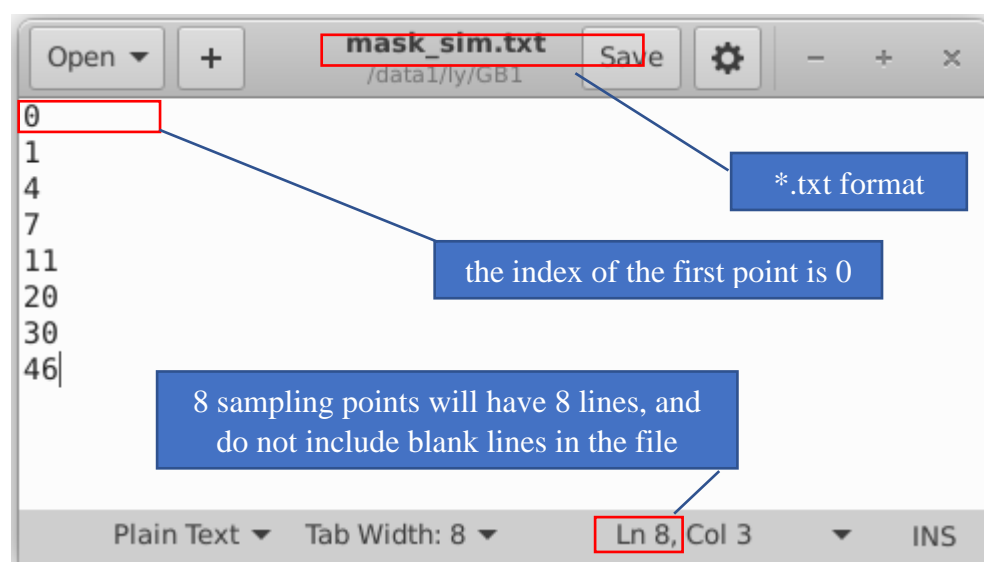 Open
+
mask_sim.txt
/data1/ly/GB1
Save
0
1
4
7
11
20
30
46
*.txt format
the index of the first point is 0
8 sampling points will have 8 lines, and
do not include blank lines in the file
Plain Text
Tab Width: 8
Ln 8, Col 3
INS